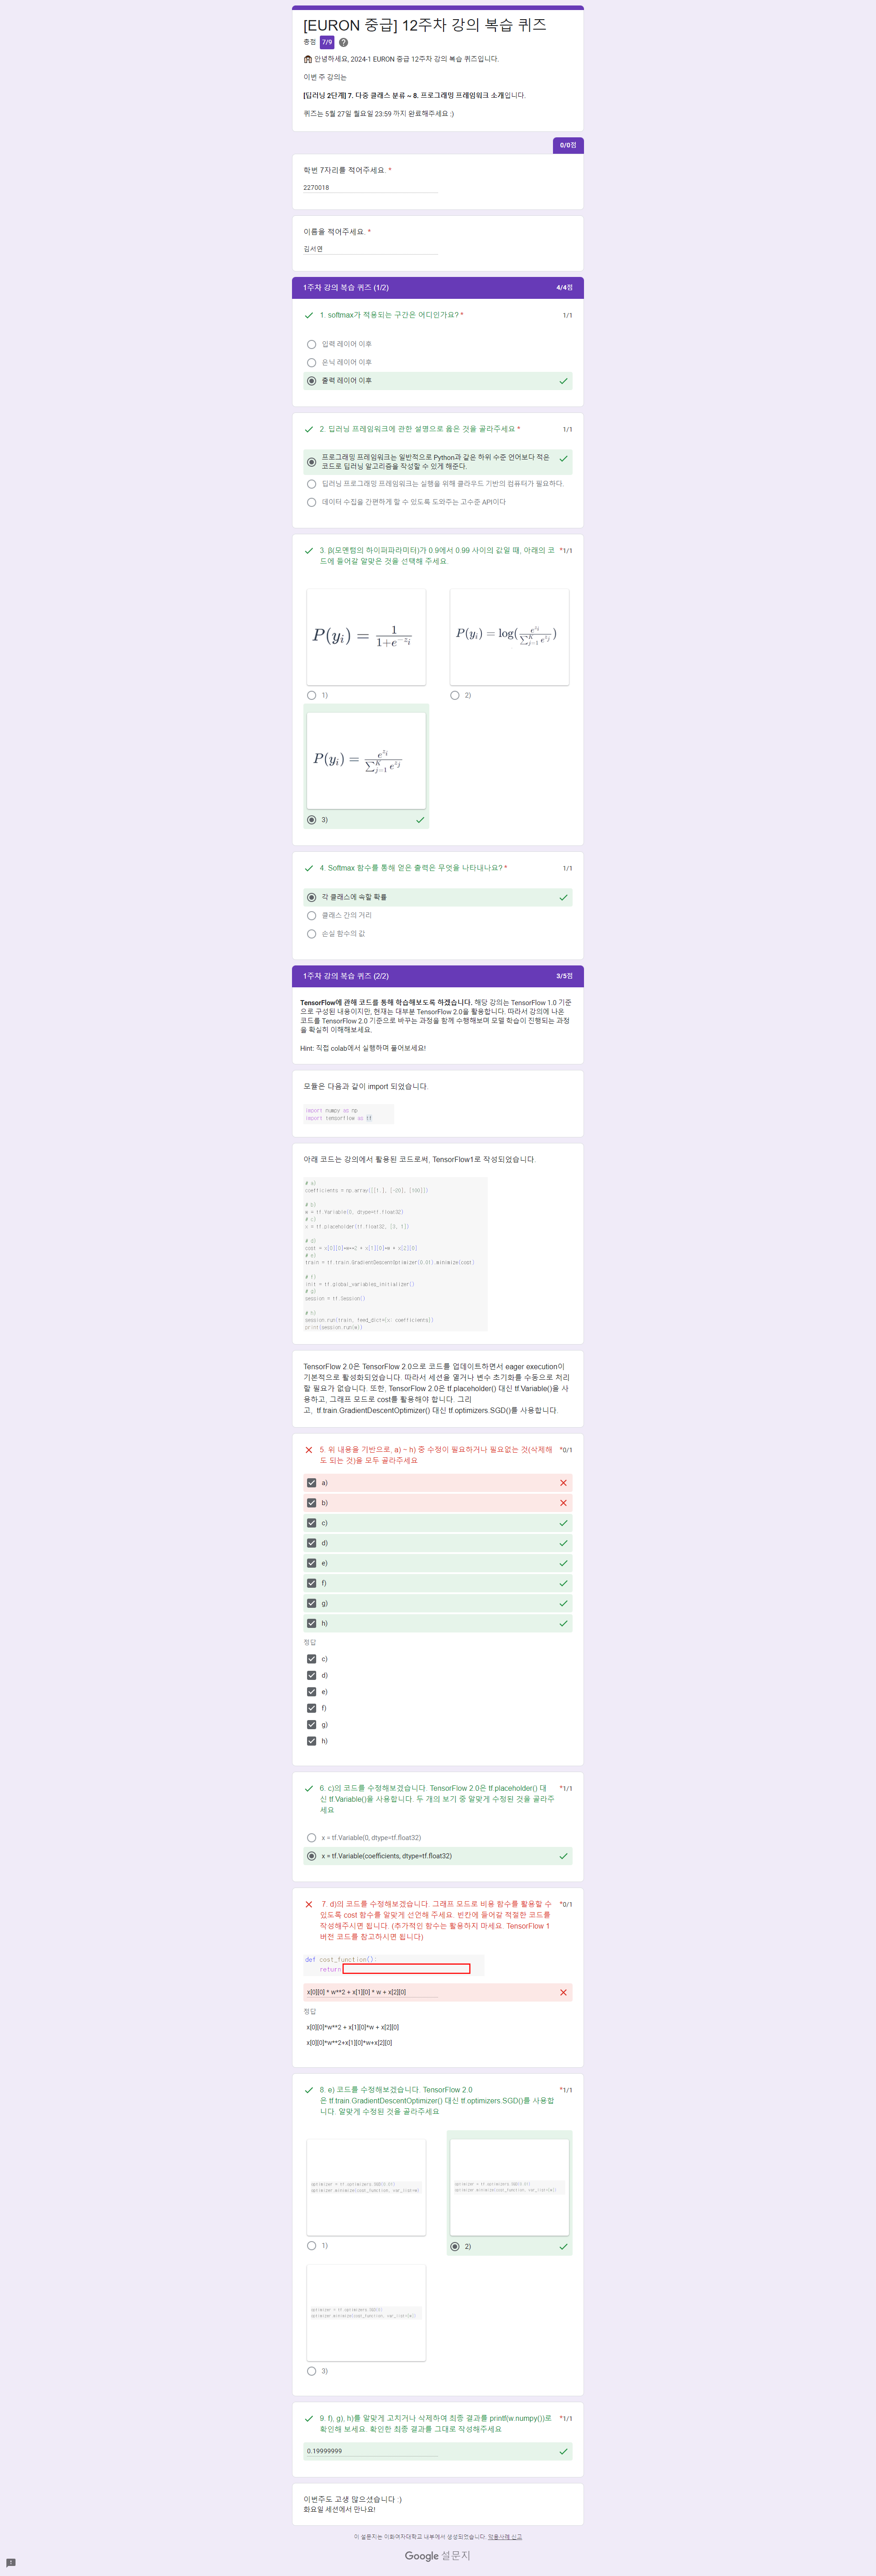 [EURON 중급] 12주차 강의 복습 퀴즈
총점 7/9
안녕하세요, 2024-1 EURON 중급 12주차 강의 복습 퀴즈입니다.
이번 주 강의는
[딥러닝 2단계] 7. 다중 클래스 분류 ~ 8. 프로그래밍 프레임워크 소개입니다.
퀴즈는 5월 27일 월요일 23:59 까지 완료해주세요 :)
0/0점
학번 7자리를 적어주세요. *
2270018
이름을 적어주세요. *
김서연
1주차 강의 복습 퀴즈 (1/2) 4/4점
1. softmax가 적용되는 구간은 어디인가요? * 1/1
입력 레이어 이후
은닉 레이어 이후
출력 레이어 이후
2. 딥러닝 프레임워크에 관한 설명으로 옳은 것을 골라주세요 * 1/1
프로그래밍 프레임워크는 일반적으로 Python과 같은 하위 수준 언어보다 적은
코드로 딥러닝 알고리즘을 작성할 수 있게 해준다.
딥러닝 프로그래밍 프레임워크는 실행을 위해 클라우드 기반의 컴퓨터가 필요하다.
데이터 수집을 간편하게 할 수 있도록 도와주는 고수준 API이다
3. β(모멘텀의 하이퍼파라미터)가 0.9에서 0.99 사이의 값일 때, 아래의 코 *1/1
드에 들어갈 알맞은 것을 선택해 주세요.
P(y_i) = 1/(1+e^{-z_i})
P(y_i) = log(e^{z_i}/∑_{j=1}^K e^{z_j})
1)
2)
P(y_i) = e^{z_i}/∑_{j=1}^K e^{z_j}
3)
4. Softmax 함수를 통해 얻은 출력은 무엇을 나타내나요? * 1/1
각 클래스에 속할 확률
클래스 간의 거리
손실 함수의 값
1주차 강의 복습 퀴즈 (2/2) 3/5점
TensorFlow에 관해 코드를 통해 학습해보도록 하겠습니다. 해당 강의는 TensorFlow 1.0 기준
으로 구성된 내용이지만, 현재는 대부분 TensorFlow 2.0을 활용합니다. 따라서 강의에 나온
코드를 TensorFlow 2.0 기준으로 바꾸는 과정을 함께 수행해보며 모델 학습이 진행되는 과정
을 확실히 이해해보세요.
Hint: 직접 colab에서 실행하며 풀어보세요!
모듈은 다음과 같이 import 되었습니다.
import numpy as np
import tensorflow as tf
아래 코드는 강의에서 활용된 코드로써, TensorFlow1로 작성되었습니다.
# a)
coefficients = np.array([[1.], [-20], [100]])
# b)
w = tf.Variable(0, dtype=tf.float32)
# c)
x = tf.placeholder(tf.float32, [3, 1])
# d)
cost = x[0][0]*w**2 + x[1][0]*w + x[2][0]
# e)
train = tf.train.GradientDescentOptimizer(0.01).minimize(cost)
# f)
init = tf.global_variables_initializer()
# g)
session = tf.Session()
# h)
session.run(train, feed_dict={x: coefficients})
print(session.run(w))
TensorFlow 2.0은 TensorFlow 2.0으로 코드를 업데이트하면서 eager execution이
기본적으로 활성화되었습니다. 따라서 세션을 열거나 변수 초기화를 수동으로 처리
할 필요가 없습니다. 또한, TensorFlow 2.0은 tf.placeholder() 대신 tf.Variable()을 사
용하고, 그래프 모드로 cost를 활용해야 합니다. 그리
고, tf.train.GradientDescentOptimizer() 대신 tf.optimizers.SGD()를 사용합니다.
5. 위 내용을 기반으로, a) ~ h) 중 수정이 필요하거나 필요없는 것(삭제해 *0/1
도 되는 것)을 모두 골라주세요
a)
b)
c)
d)
e)
f)
g)
h)
정답
c)
d)
e)
f)
g)
h)
6. c)의 코드를 수정해보겠습니다. TensorFlow 2.0은 tf.placeholder() 대 *1/1
신 tf.Variable()을 사용합니다. 두 개의 보기 중 알맞게 수정된 것을 골라주
세요
x = tf.Variable(0, dtype=tf.float32)
x = tf.Variable(coefficients, dtype=tf.float32)
7. d)의 코드를 수정해보겠습니다. 그래프 모드로 비용 함수를 활용할 수 *0/1
있도록 cost 함수를 알맞게 선언해 주세요. 빈칸에 들어갈 적절한 코드를
작성해주시면 됩니다. (추가적인 함수는 활용하지 마세요. TensorFlow 1
버전 코드를 참고하시면 됩니다)
def cost_function():
return
x[0][0] * w**2 + x[1][0] * w + x[2][0]
정답
x[0][0]*w**2 + x[1][0]*w + x[2][0]
x[0][0]*w**2+x[1][0]*w+x[2][0]
8. e) 코드를 수정해보겠습니다. TensorFlow 2.0 *1/1
은 tf.train.GradientDescentOptimizer() 대신 tf.optimizers.SGD()를 사용합
니다. 알맞게 수정된 것을 골라주세요
1)
2)
3)
9. f), g), h)를 알맞게 고치거나 삭제하여 최종 결과를 printf(w.numpy())로 *1/1
확인해 보세요. 확인한 최종 결과를 그대로 작성해주세요
0.19999999
이번주도 고생 많으셨습니다 :)
화요일 세션에서 만나요!
이 설문지는 이화여자대학교 내부에서 생성되었습니다. 악용사례 신고
Google 설문지